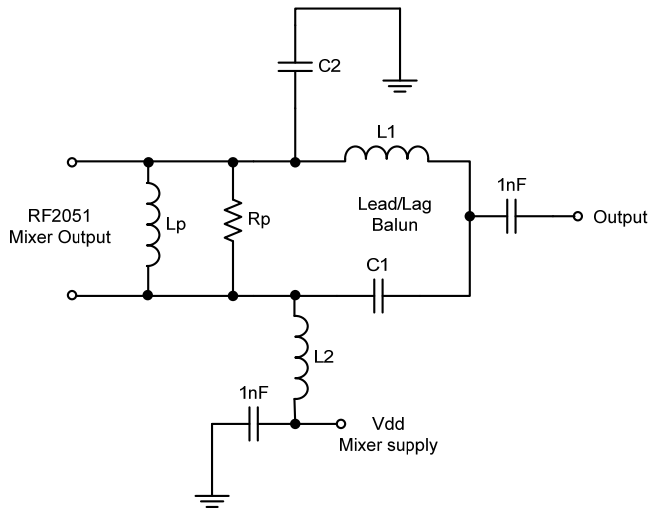 C2
L1
1nF
RF2051
Mixer Output
Lp
Rp
Lead/Lag
Balun
Output
C1
L2
1nF
Vdd
Mixer supply